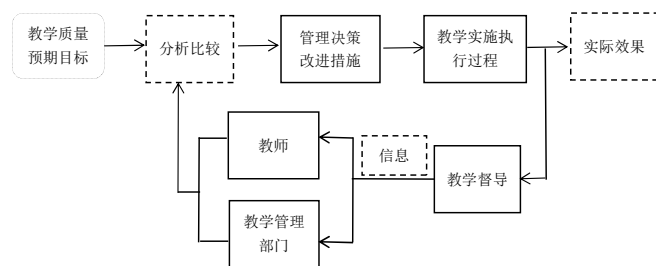 教学质量
预期目标
分析比较
管理决策
改进措施
教学实施执
行过程
实际效果
教师
信息
教学督导
教学管理
部门